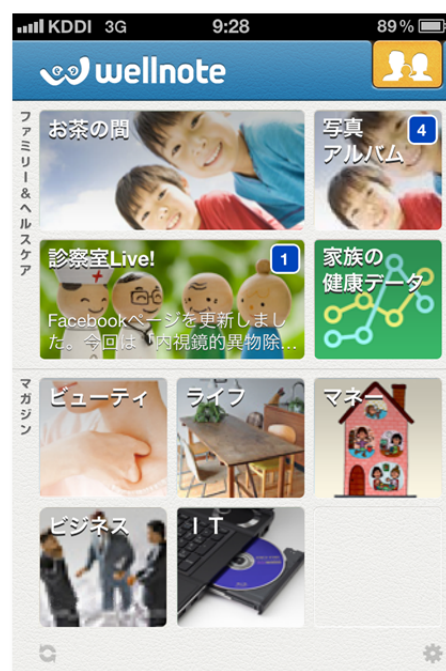 KDDI 3G 9:28 89%
wellnote
ファミリー&ヘルスケア
お茶の間
写真
アルバム
4
診察室Live!
1
Facebookページを更新しまし
た。今回は「内視鏡的異物除...
家族の
健康データ
マガジン
ビューティ
ライフ
マネー
ビジネス
IT